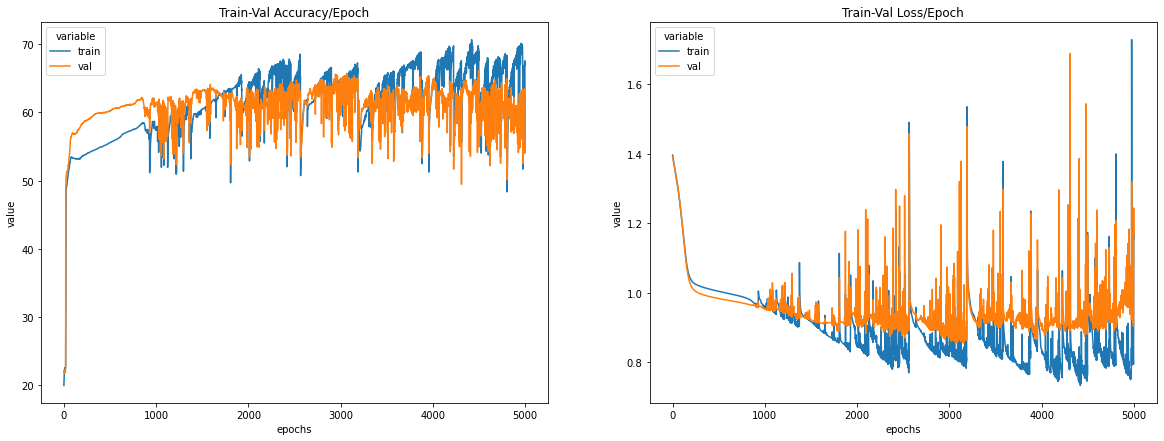 Train-Val Accuracy/Epoch
variable
train
val
value
70
60
50
40
30
20
0
1000
2000
3000
4000
5000
epochs
Train-Val Loss/Epoch
variable
train
val
value
1.6
1.4
1.2
1.0
0.8
0
1000
2000
3000
4000
5000
epochs